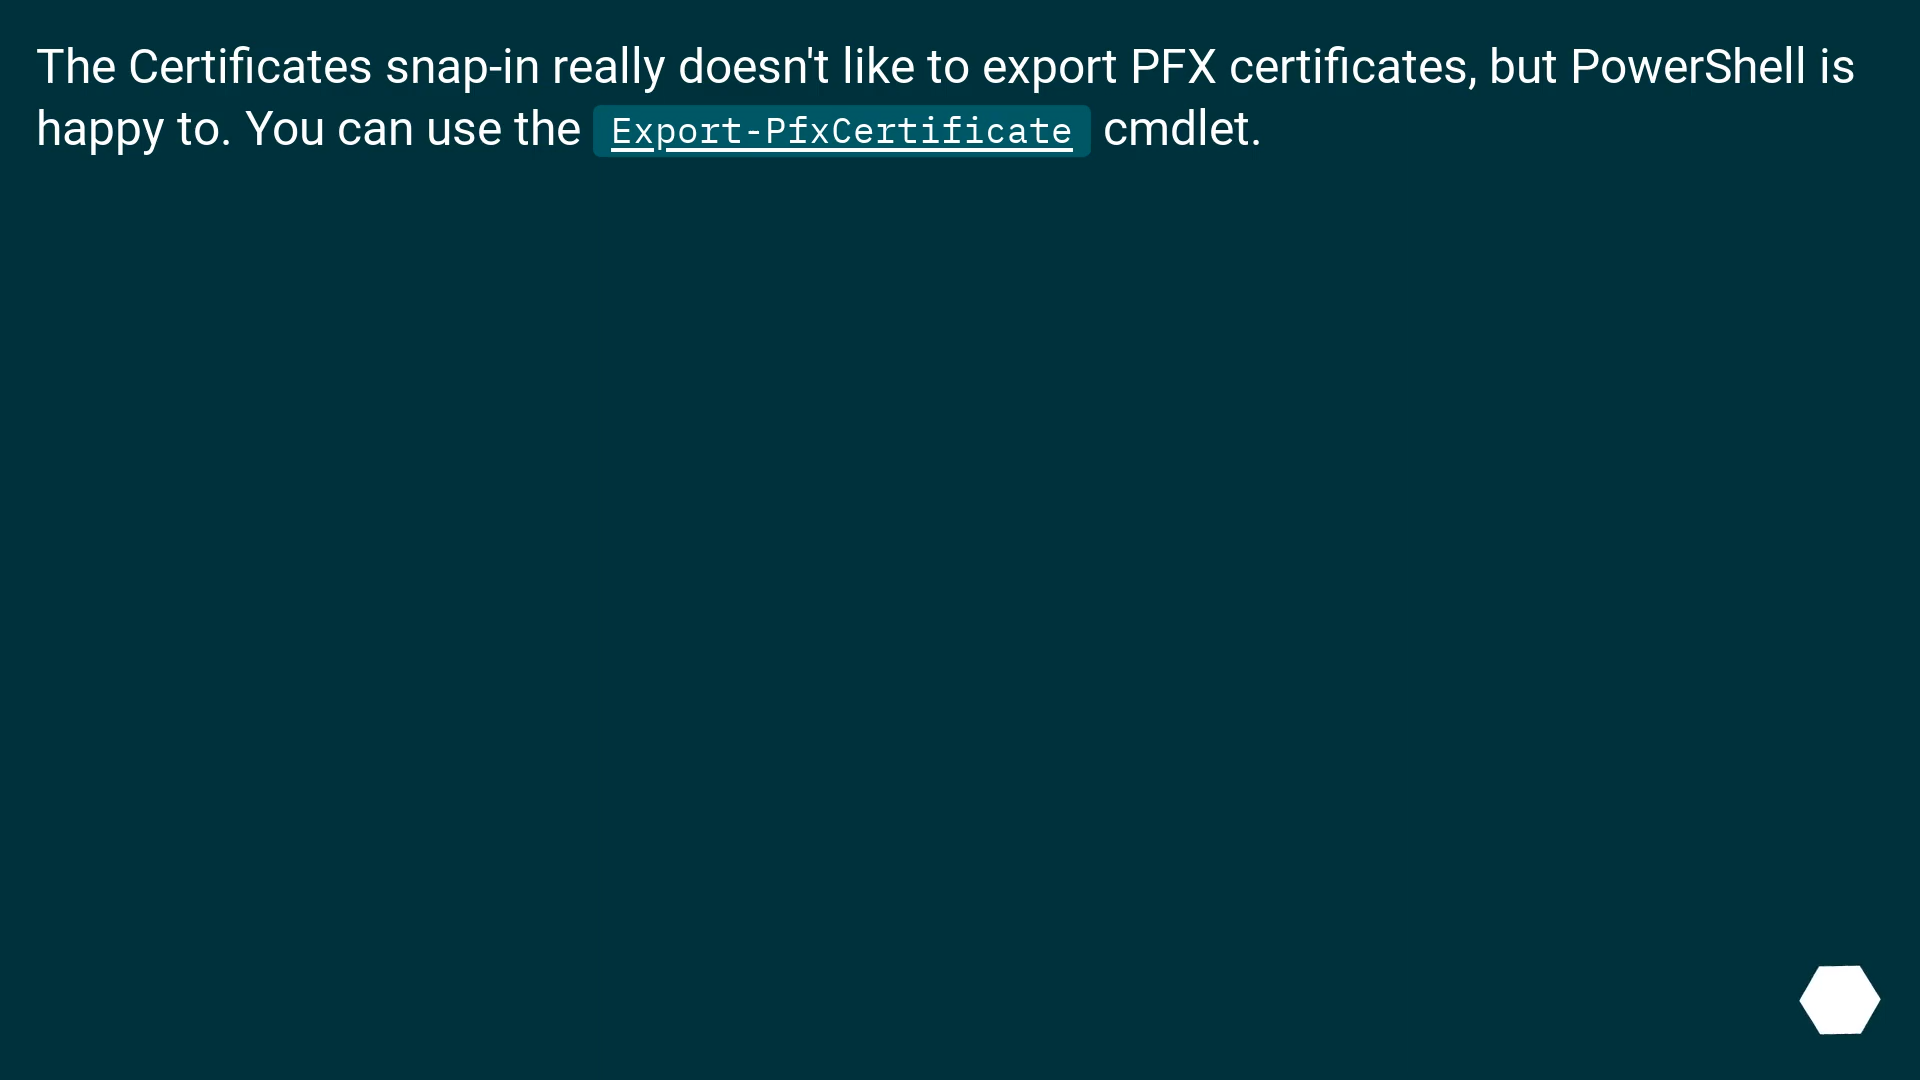 The Certificates snap-in really doesn't like to export PFX certificates, but PowerShell is
happy to. You can use the Export-PfxCertificate cmdlet.